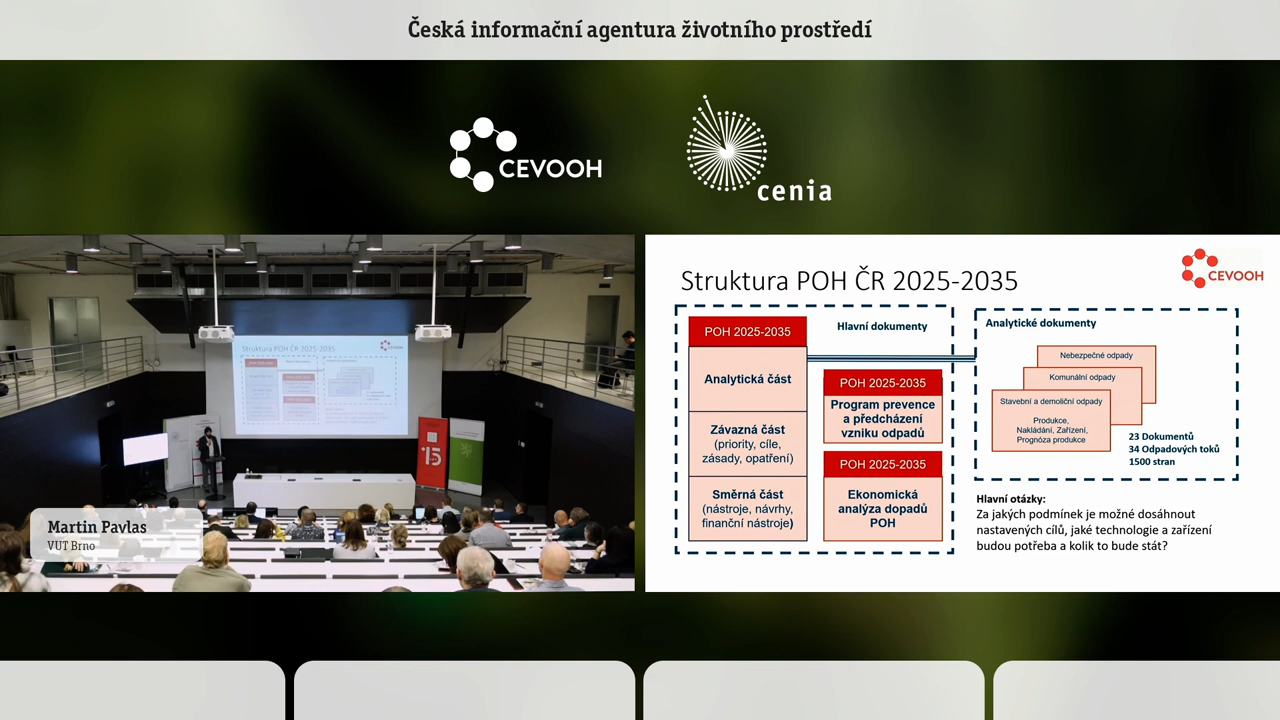 Česká informační agentura životního prostředí
CEVOOH
cenia
Martin Pavlas
VUT Brno
+15
Struktura POH ČR 2025-2035
CEVOOH
POH 2025-2035
Analytická část
Závazná část
(priority, cíle,
zásady, opatření)
Směrná část
(nástroje, návrhy,
finanční nástroje)
Hlavní dokumenty
POH 2025-2035
Program prevence
a předcházení
vzniku odpadů
POH 2025-2035
Ekonomická
analýza dopadů
POH
Analytické dokumenty
Nebezpečné odpady
Komunální odpady
Stavební a demoliční odpady
Produkce,
Nakládání, Zařízení,
Prognóza produkce
23 Dokumentů
34 Odpadových toků
1500 stran
Hlavní otázky:
Za jakých podmínek je možné dosáhnout
nastavených cílů, jaké technologie a zařízení
budou potřeba a kolik to bude stát?